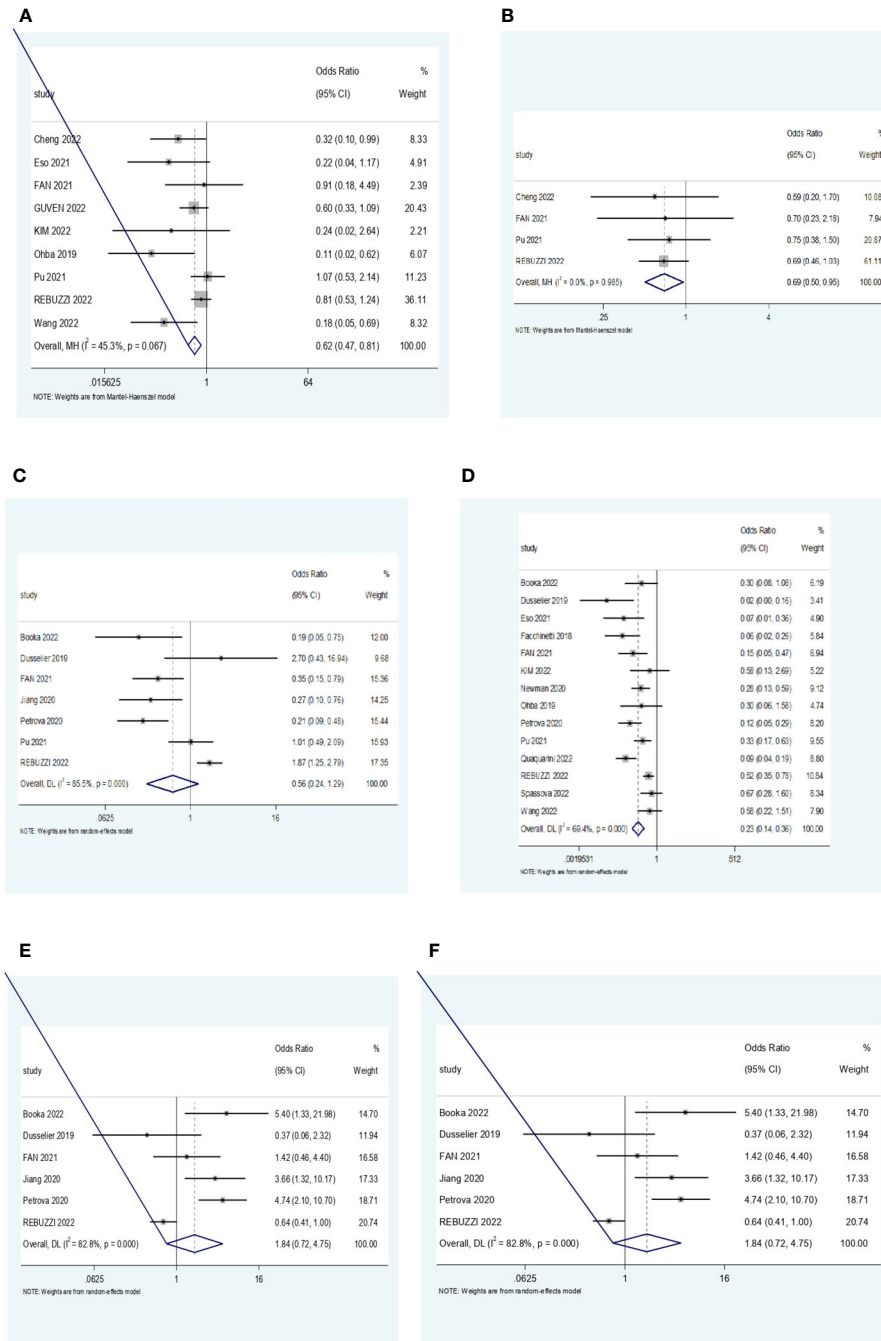 A
Odds Ratio %
study (95% CI) Weight
Cheng 2022 0.32 (0.10, 0.99) 8.33
Eso 2021 0.22 (0.04, 1.17) 4.91
FAN 2021 0.91 (0.18, 4.49) 2.39
GUVEN 2022 0.60 (0.33, 1.09) 20.43
KIM 2022 0.24 (0.02, 2.64) 2.21
Ohba 2019 0.11 (0.02, 0.62) 6.07
Pu 2021 1.07 (0.53, 2.14) 11.23
REBUZZI 2022 0.81 (0.53, 1.24) 36.11
Wang 2022 0.18 (0.05, 0.69) 8.32
Overall, MH (I² = 45.3%, p = 0.067) 0.62 (0.47, 0.81) 100.00
.015625 1 64
NOTE: Weights are from Mantel-Haenszel model
B
Odds Ratio %
study (95% CI) Weight
Cheng 2022 0.59 (0.20, 1.70) 10.08
FAN 2021 0.70 (0.23, 2.18) 7.94
Pu 2021 0.75 (0.38, 1.50) 20.87
REBUZZI 2022 0.69 (0.46, 1.03) 61.11
Overall, MH (I² = 0.0%, p = 0.985) 0.69 (0.50, 0.95) 100.00
.25 1 4
NOTE: Weights are from Mantel-Haenszel model
C
Odds Ratio %
study (95% CI) Weight
Booka 2022 0.19 (0.05, 0.75) 12.00
Dusselier 2019 2.70 (0.43, 16.94) 9.68
FAN 2021 0.35 (0.15, 0.79) 15.36
Jiang 2020 0.27 (0.10, 0.76) 14.25
Petrova 2020 0.21 (0.09, 0.48) 15.44
Pu 2021 1.01 (0.49, 2.09) 15.93
REBUZZI 2022 1.87 (1.25, 2.79) 17.35
Overall, DL (I² = 85.5%, p = 0.000) 0.56 (0.24, 1.29) 100.00
.0625 1 16
NOTE: Weights are from random-effects model
D
Odds Ratio %
study (95% CI) Weight
Booka 2022 0.30 (0.08, 1.08) 6.19
Dusselier 2019 0.02 (0.00, 0.16) 3.41
Eso 2021 0.07 (0.01, 0.36) 4.90
Facchinetti 2018 0.06 (0.02, 0.26) 5.84
FAN 2021 0.15 (0.05, 0.47) 6.94
KIM 2022 0.58 (0.13, 2.69) 5.22
Newman 2020 0.28 (0.13, 0.59) 9.12
Ohba 2019 0.30 (0.06, 1.58) 4.74
Petrova 2020 0.12 (0.05, 0.29) 8.20
Pu 2021 0.33 (0.17, 0.63) 9.55
Quaquarini 2022 0.09 (0.04, 0.19) 8.80
REBUZZI 2022 0.52 (0.35, 0.78) 10.84
Spassova 2022 0.67 (0.28, 1.60) 8.34
Wang 2022 0.58 (0.22, 1.51) 7.90
Overall, DL (I² = 69.4%, p = 0.000) 0.23 (0.14, 0.36) 100.00
.0019531 1 512
NOTE: Weights are from random-effects model
E
Odds Ratio %
study (95% CI) Weight
Booka 2022 5.40 (1.33, 21.98) 14.70
Dusselier 2019 0.37 (0.06, 2.32) 11.94
FAN 2021 1.42 (0.46, 4.40) 16.58
Jiang 2020 3.66 (1.32, 10.17) 17.33
Petrova 2020 4.74 (2.10, 10.70) 18.71
REBUZZI 2022 0.64 (0.41, 1.00) 20.74
Overall, DL (I² = 82.8%, p = 0.000) 1.84 (0.72, 4.75) 100.00
.0625 1 16
NOTE: Weights are from random-effects model
F
Odds Ratio %
study (95% CI) Weight
Booka 2022 5.40 (1.33, 21.98) 14.70
Dusselier 2019 0.37 (0.06, 2.32) 11.94
FAN 2021 1.42 (0.46, 4.40) 16.58
Jiang 2020 3.66 (1.32, 10.17) 17.33
Petrova 2020 4.74 (2.10, 10.70) 18.71
REBUZZI 2022 0.64 (0.41, 1.00) 20.74
Overall, DL (I² = 82.8%, p = 0.000) 1.84 (0.72, 4.75) 100.00
.0625 1 16
NOTE: Weights are from random-effects model